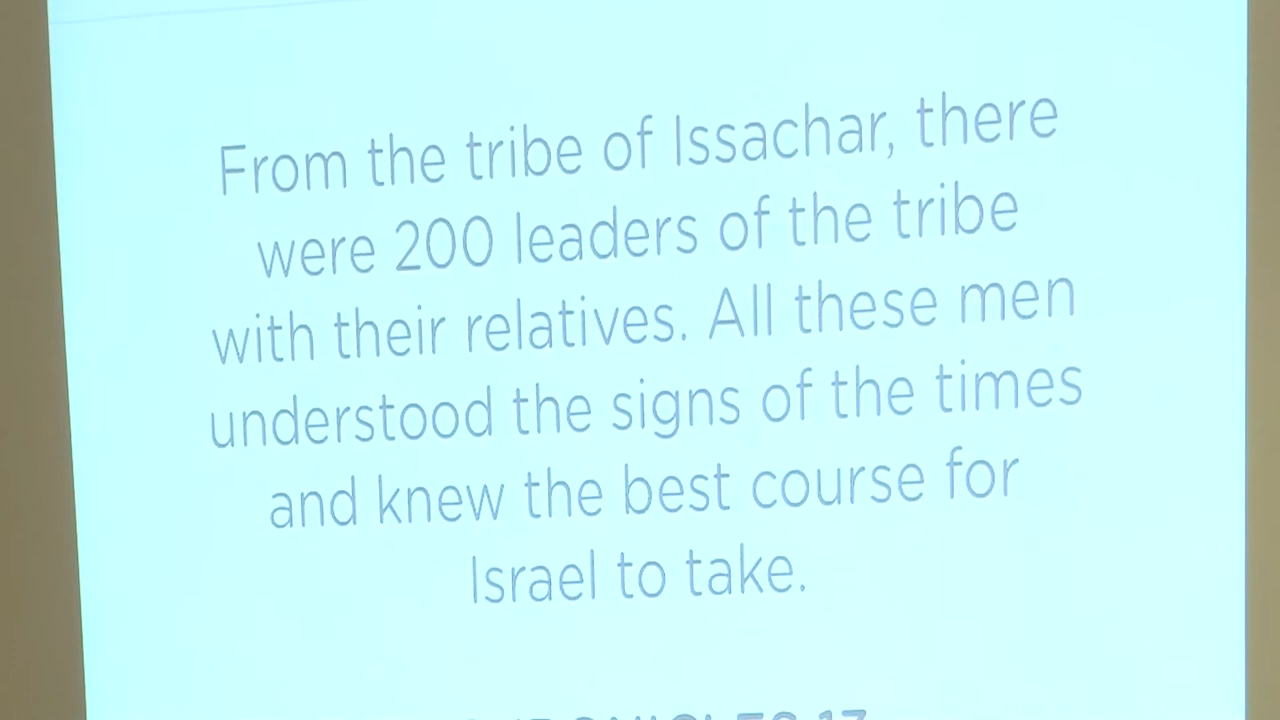 From the tribe of Issachar, there
were 200 leaders of the tribe
with their relatives. All these men
understood the signs of the times
and knew the best course for
Israel to take.